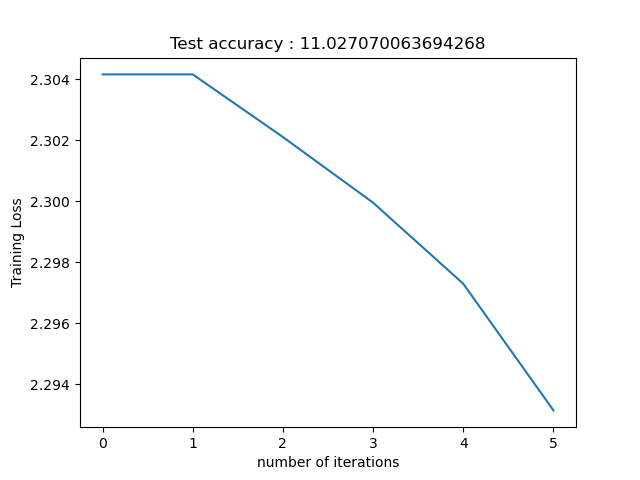 Test accuracy : 11.027070063694268
2.304
2.302
2.300
2.298
2.296
2.294
Training Loss
0 1 2 3 4 5
number of iterations